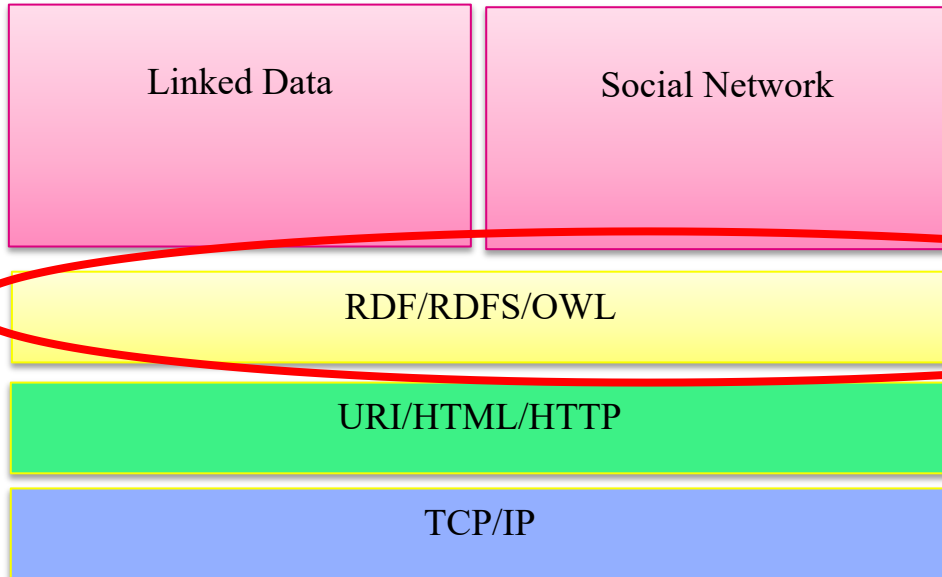 Linked Data
Social Network
RDF/RDFS/OWL
URI/HTML/HTTP
TCP/IP